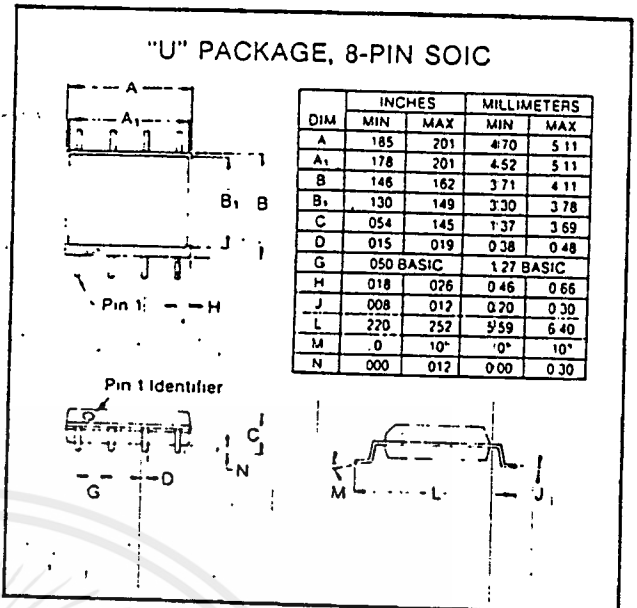 "U" PACKAGE, 8-PIN SOIC
A
A₁
B₁ B
Pin 1 H
DIM INCHES MILLIMETERS
MIN MAX MIN MAX
A 185 201 4.70 5 11
A₁ 178 201 4.52 5 11
B 146 162 3 71 4 11
B₁ 130 149 3.30 3 78
C 054 145 1.37 3 69
D 015 019 0 38 0 48
G 050 BASIC 1.27 BASIC
H 018 026 0 46 0 66
J 008 012 0.20 0 30
L 220 252 5.59 6 40
M 0 10° 10°
N 000 012 0.00 0 30
Pin 1 Identifier
C
N
G D
M L J